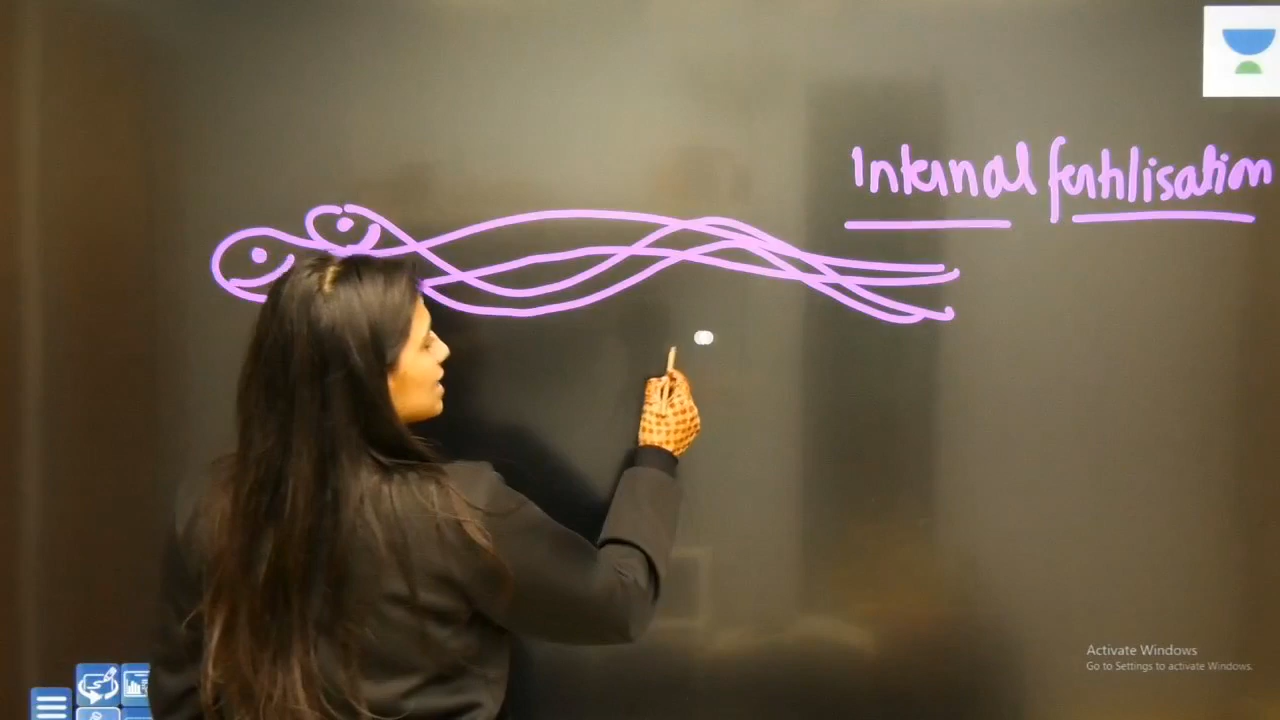 Internal fertilisation
Activate Windows
Go to Settings to activate Windows.